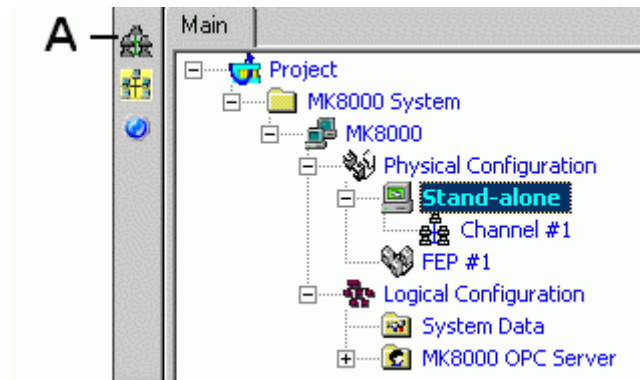 A
Main
Project
MK8000 System
MK8000
Physical Configuration
Stand-alone
Channel #1
FEP #1
Logical Configuration
System Data
MK8000 OPC Server